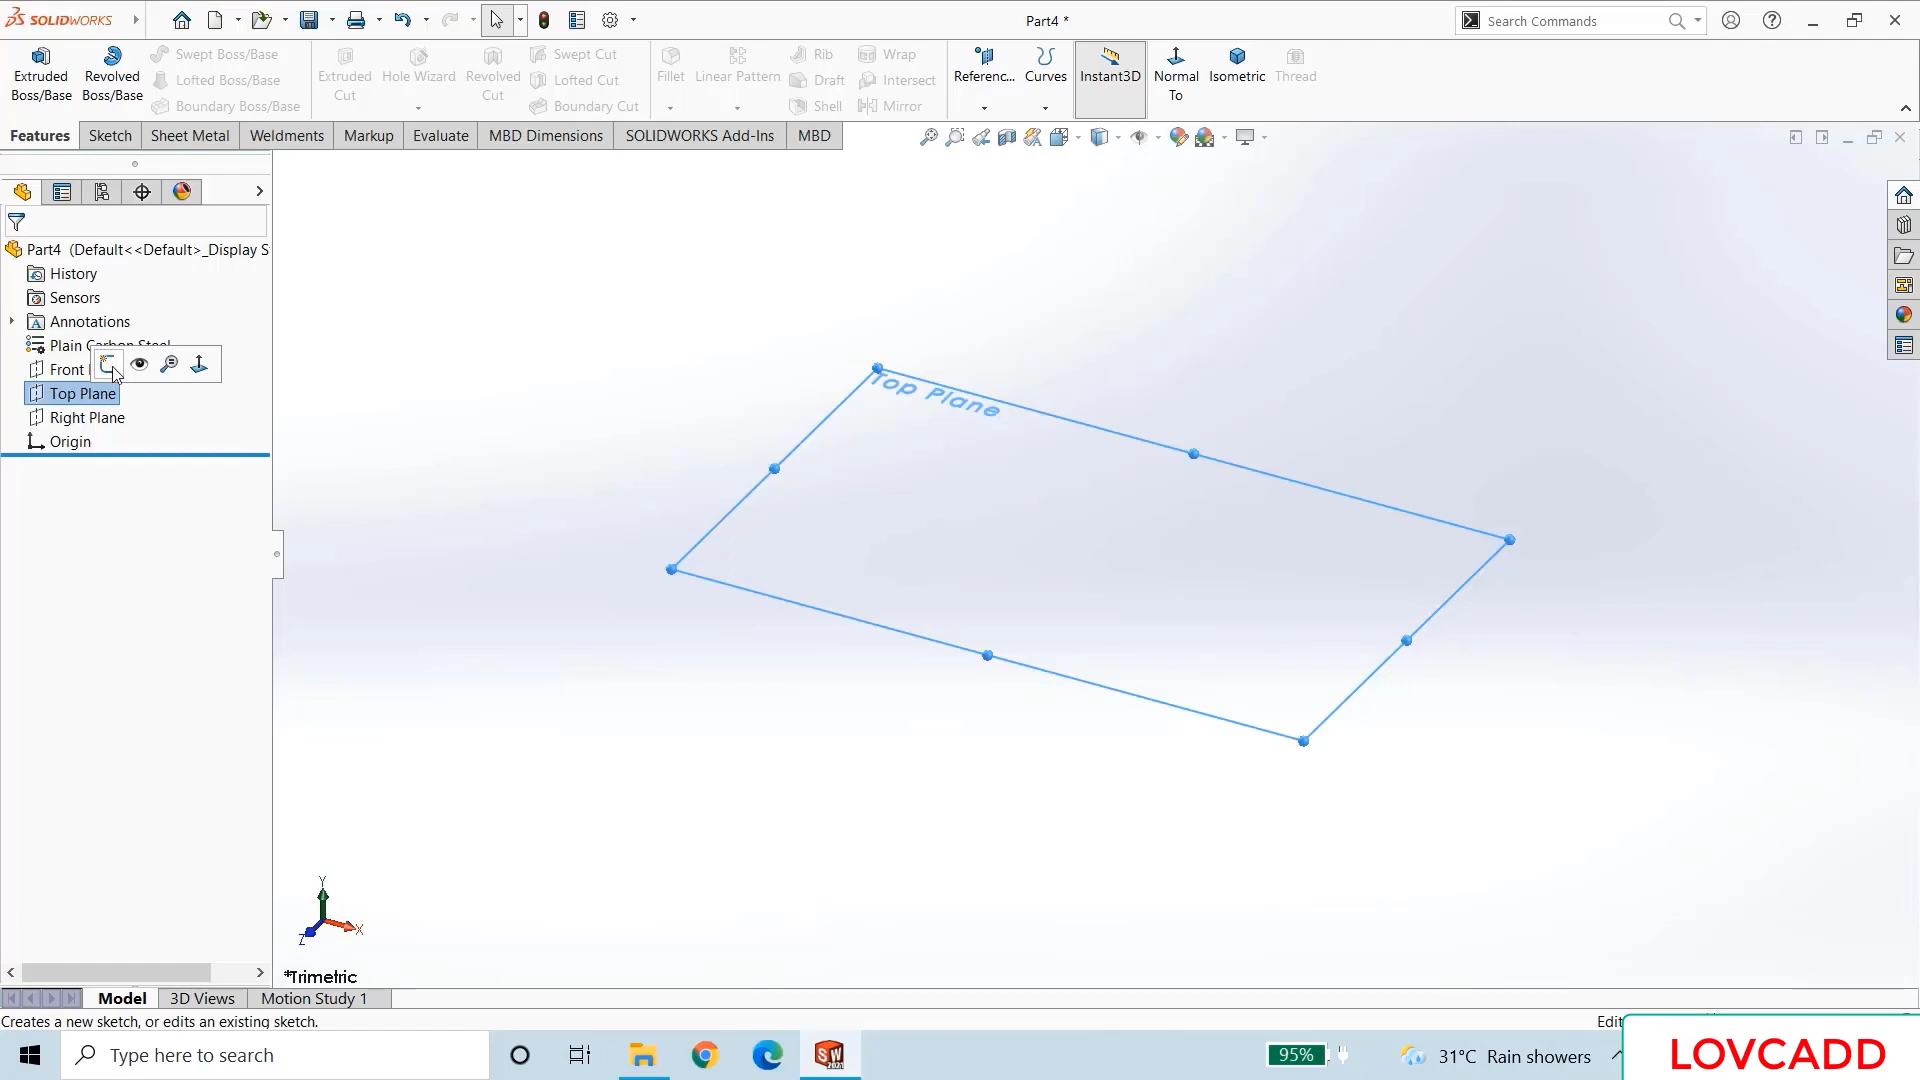 SOLIDWORKS
Part4 *
Search Commands
Extruded Boss/Base
Revolved Boss/Base
Swept Boss/Base
Lofted Boss/Base
Boundary Boss/Base
Extruded Cut
Hole Wizard
Revolved Cut
Swept Cut
Lofted Cut
Boundary Cut
Fillet
Linear Pattern
Rib
Draft
Shell
Wrap
Intersect
Mirror
Referenc...
Curves
Instant3D
Normal To
Isometric
Thread
Features
Sketch
Sheet Metal
Weldments
Markup
Evaluate
MBD Dimensions
SOLIDWORKS Add-Ins
MBD
Part4 (Default<<Default>_Display S
History
Sensors
Annotations
Plain Carbon Steel
Front
Top Plane
Right Plane
Origin
Top Plane
Y
X
Z
*Trimetric
Model
3D Views
Motion Study 1
Creates a new sketch, or edits an existing sketch.
Edit
Type here to search
SW
2021
95%
31°C Rain showers
LOVCADD